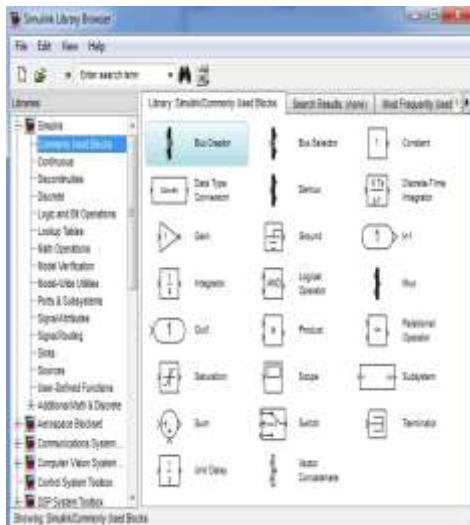 Simulink Library Browser
File Edit View Help
Enter search term
Libraries
Library: Simulink/Commonly Used Blocks
Search Results: (none)
Most Frequently Used
Simulink
Commonly Used Blocks
Continuous
Discontinuities
Discrete
Logic and Bit Operations
Lookup Tables
Math Operations
Model Verification
Model-Wide Utilities
Ports & Subsystems
Signal Attributes
Signal Routing
Sinks
Sources
User-Defined Functions
Additional Math & Discrete
Aerospace Blockset
Communications System ...
Computer Vision System ...
Control System Toolbox
DSP System Toolbox
Bus Creator
Bus Selector
1
Constant
Convert
Data Type
Conversion
Demux
Discrete-Time
Integrator
Gain
Ground
1
In1
Integrator
AND
Logical
Operator
Mux
1
Out1
Product
Relational
Operator
Saturation
Scope
Subsystem
Sum
Switch
Terminator
Unit Delay
Vector
Concatenate
Showing: Simulink/Commonly Used Blocks